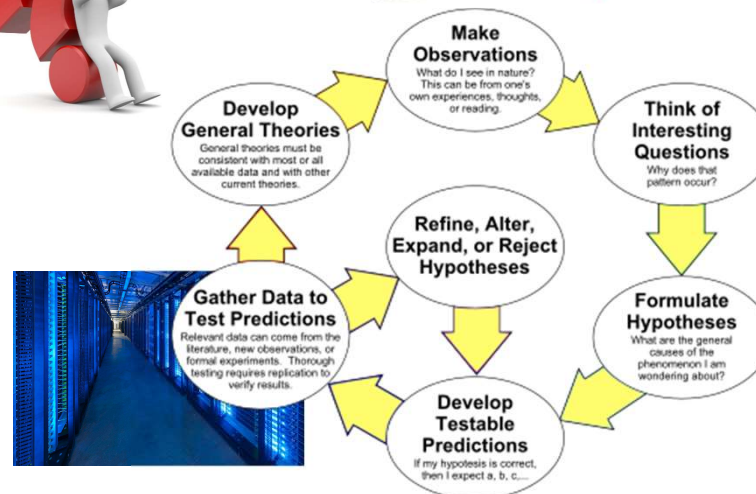 Make
Observations
What do I see in nature?
This can be from one's
own experiences, thoughts,
or reading.
Think of
Interesting
Questions
Why does that
pattern occur?
Formulate
Hypotheses
What are the general
causes of the
phenomenon I am
wondering about?
Develop
Testable
Predictions
If my hypotesis is correct,
then I expect a, b, c,...
Gather Data to
Test Predictions
Relevant data can come from the
literature, new observations, or
formal experiments. Thorough
testing requires replication to
verify results.
Refine, Alter,
Expand, or Reject
Hypotheses
Develop
General Theories
General theories must be
consistent with most or all
available data and with other
current theories.